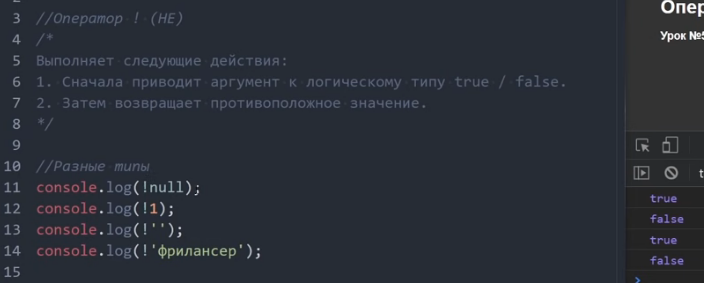 Опер
Урок №5
3 //Оператор ! (НЕ)
4 /*
5 Выполняет следующие действия:
6 1. Сначала приводит аргумент к логическому типу true / false.
7 2. Затем возвращает противоположное значение.
8 */
9
10 //Разные типы
11 console.log(!null);
12 console.log(!1);
13 console.log(!'');
14 console.log(!'фрилансер');
15
t
true
false
true
false